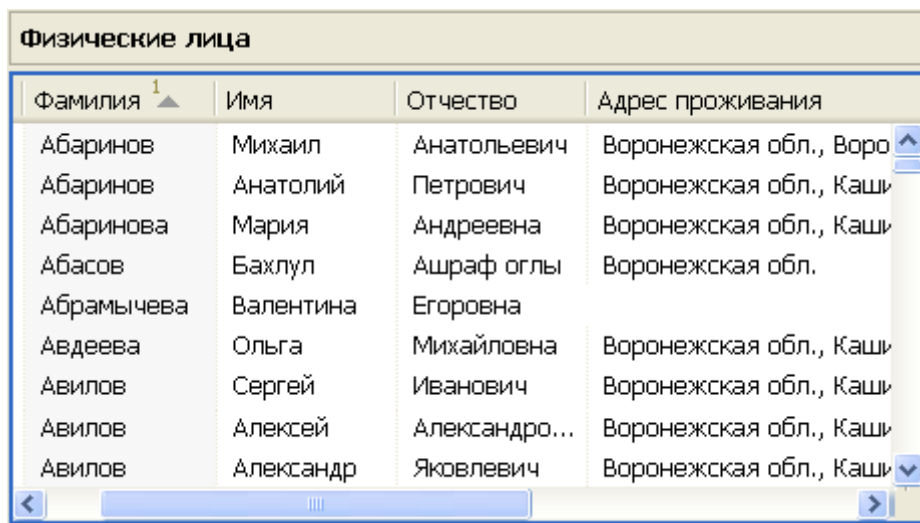 Физические лица
Фамилия 1 Имя Отчество Адрес проживания
Абаринов Михаил Анатольевич Воронежская обл., Воро
Абаринов Анатолий Петрович Воронежская обл., Каши
Абаринова Мария Андреевна Воронежская обл., Каши
Абасов Бахлул Ашраф оглы Воронежская обл.
Абрамычева Валентина Егоровна
Авдеева Ольга Михайловна Воронежская обл., Каши
Авилов Сергей Иванович Воронежская обл., Каши
Авилов Алексей Александро... Воронежская обл., Каши
Авилов Александр Яковлевич Воронежская обл., Каши